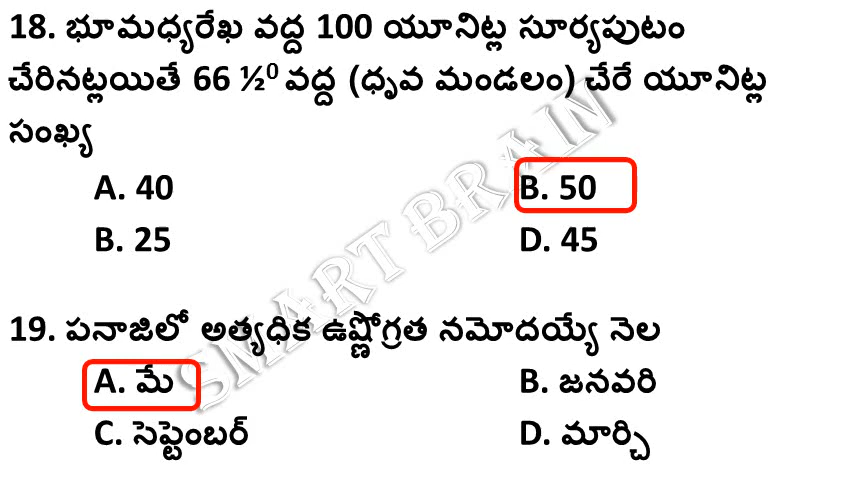 18. భూమధ్యరేఖ వద్ద 100 యూనిట్ల సూర్యపుటం
చేరినట్లయితే 66 ½⁰ వద్ద (ధృవ మండలం) చేరే యూనిట్ల
సంఖ్య
A. 40 B. 50
B. 25 D. 45
19. పనాజిలో అత్యధిక ఉష్ణోగ్రత నమోదయ్యే నెల
A. మే B. జనవరి
C. సెప్టెంబర్ D. మార్చి
SMART BRAIN